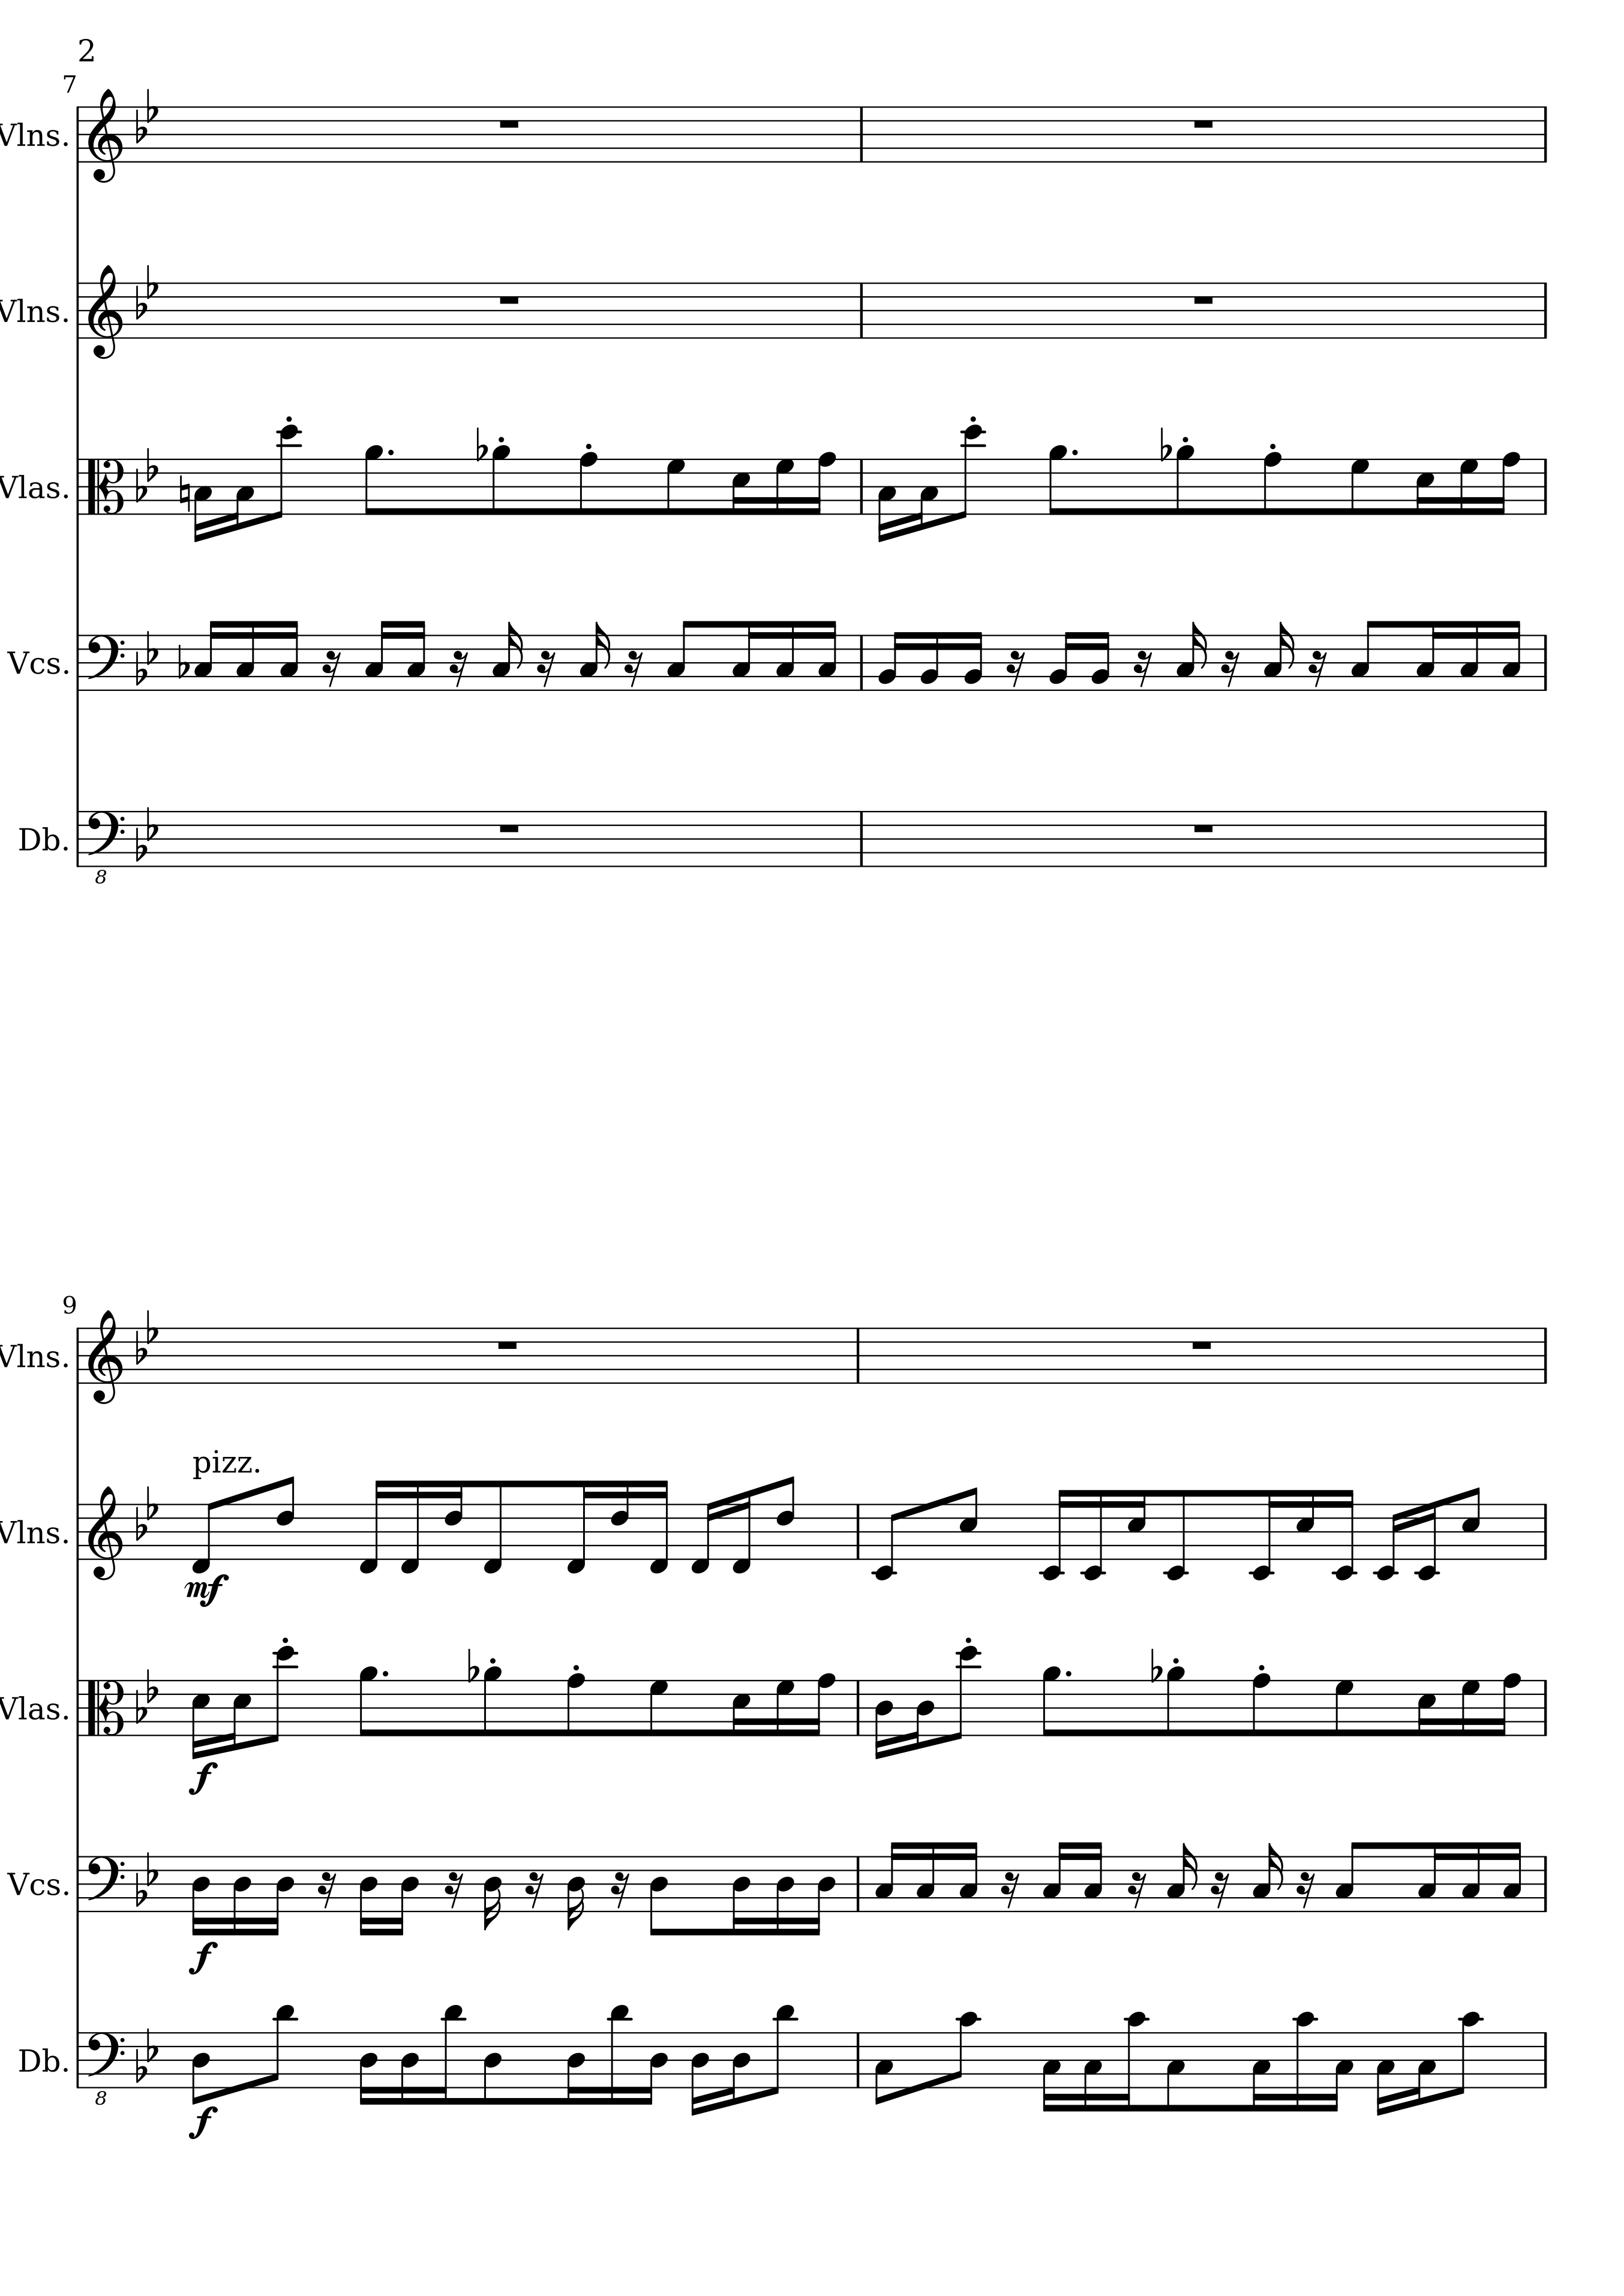 2
7
Vlns.
Vlns.
Vlas.
Vcs.
Db.
8
9
Vlns.
pizz.
Vlns.
mf
Vlas.
f
Vcs.
f
Db.
8
f